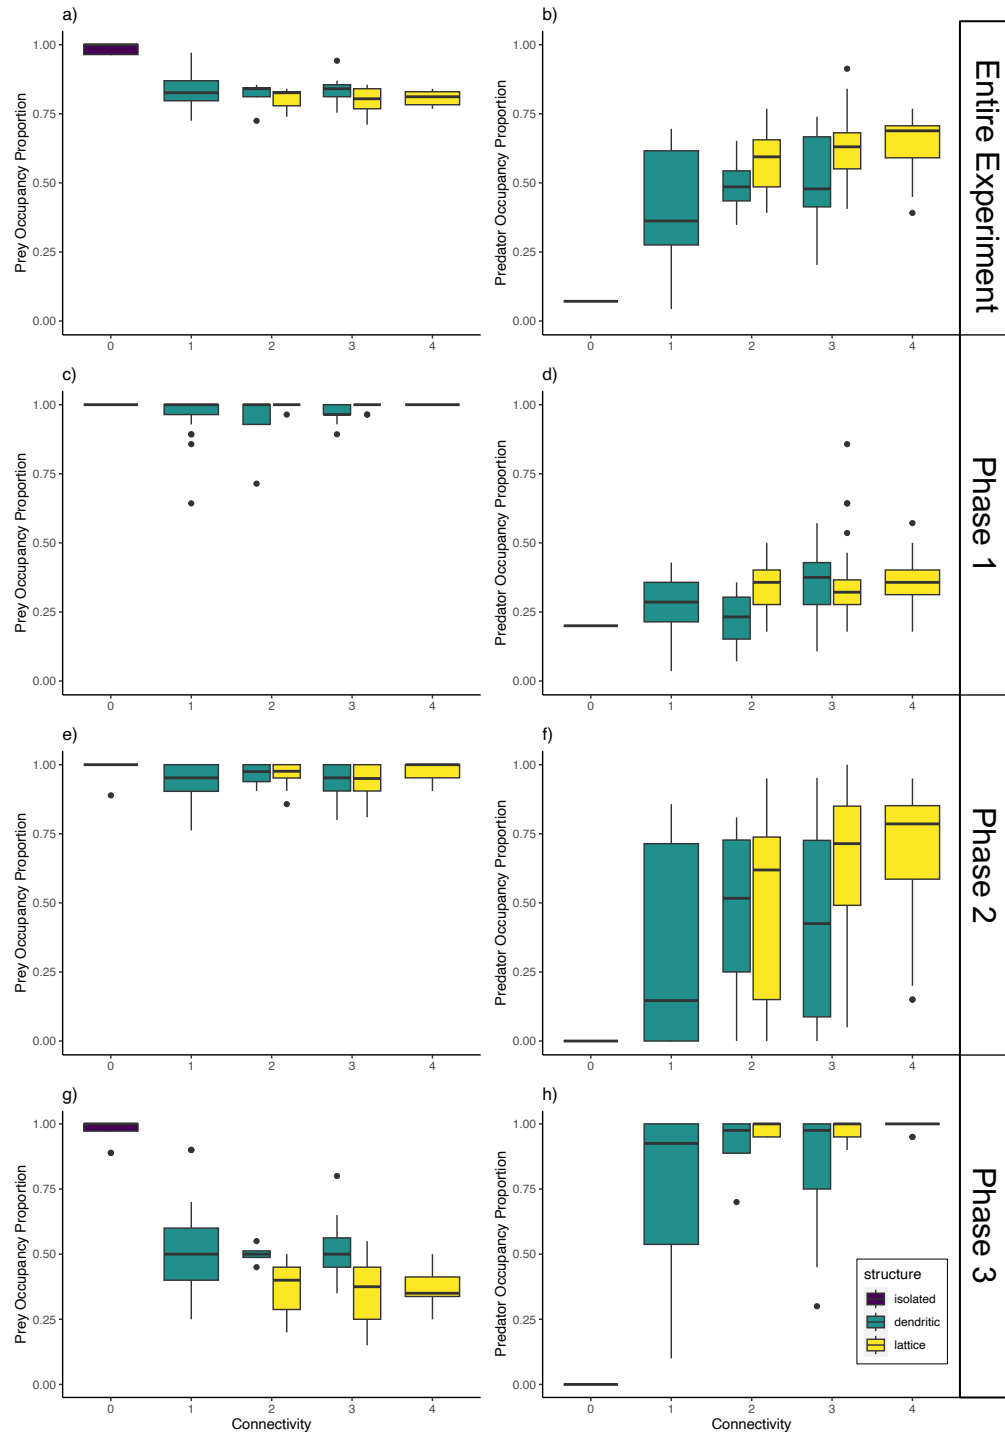 a)
Prey Occupancy Proportion
1.00
0.75
0.50
0.25
0.00
0 1 2 3 4
b)
Predator Occupancy Proportion
1.00
0.75
0.50
0.25
0.00
0 1 2 3 4
Entire Experiment
c)
Prey Occupancy Proportion
1.00
0.75
0.50
0.25
0.00
0 1 2 3 4
d)
Predator Occupancy Proportion
1.00
0.75
0.50
0.25
0.00
0 1 2 3 4
Phase 1
e)
Prey Occupancy Proportion
1.00
0.75
0.50
0.25
0.00
0 1 2 3 4
f)
Predator Occupancy Proportion
1.00
0.75
0.50
0.25
0.00
0 1 2 3 4
Phase 2
g)
Prey Occupancy Proportion
1.00
0.75
0.50
0.25
0.00
0 1 2 3 4
Connectivity
h)
Predator Occupancy Proportion
1.00
0.75
0.50
0.25
0.00
0 1 2 3 4
Connectivity
structure
isolated
dendritic
lattice
Phase 3